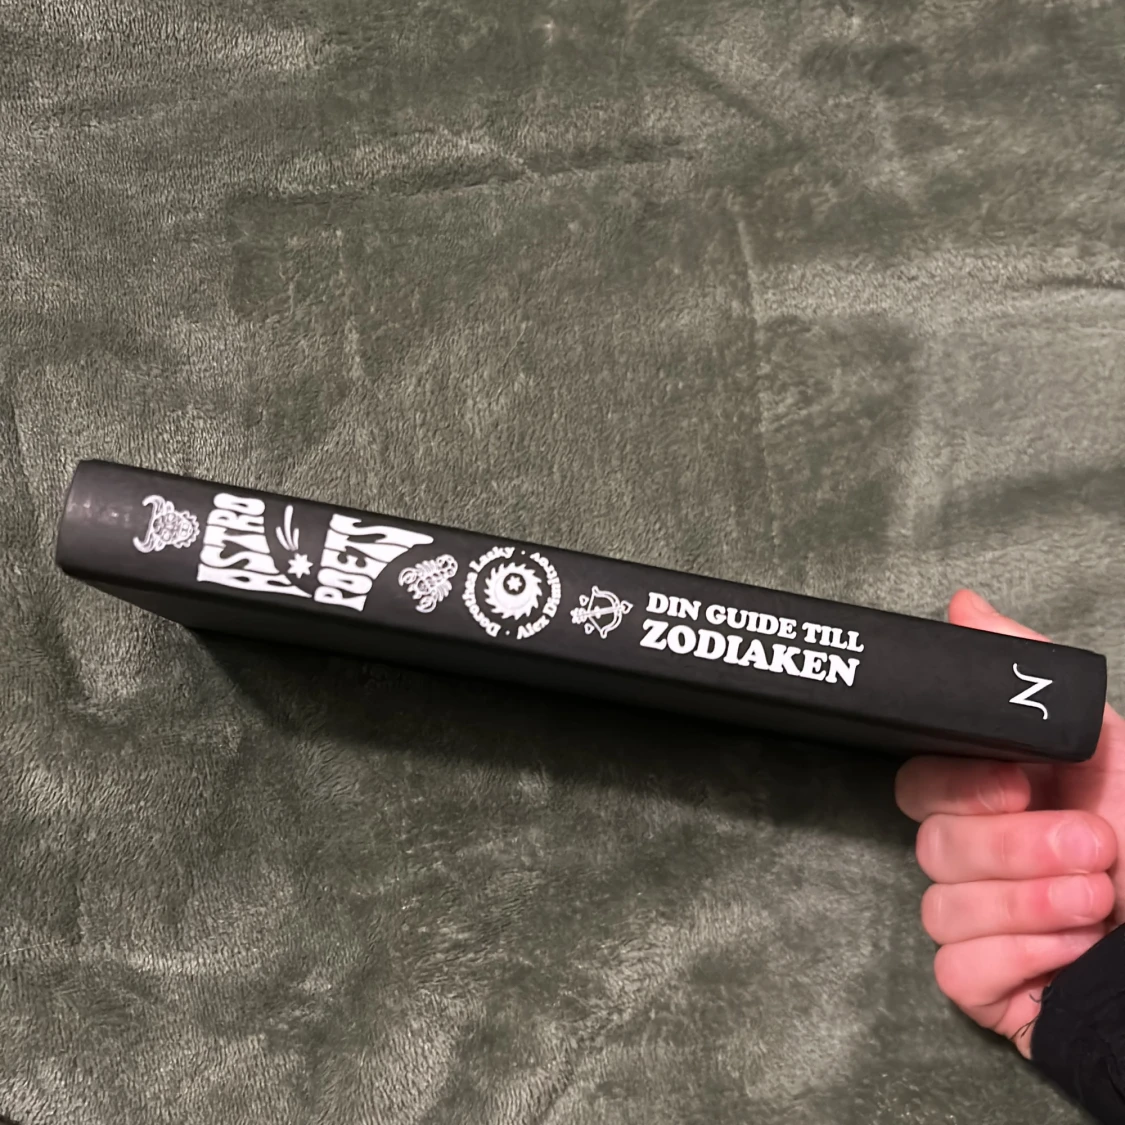 ASTRO
POETS
Dorothea Lasky · Alex Dimitrov ·
DIN GUIDE TILL
ZODIAKEN
N